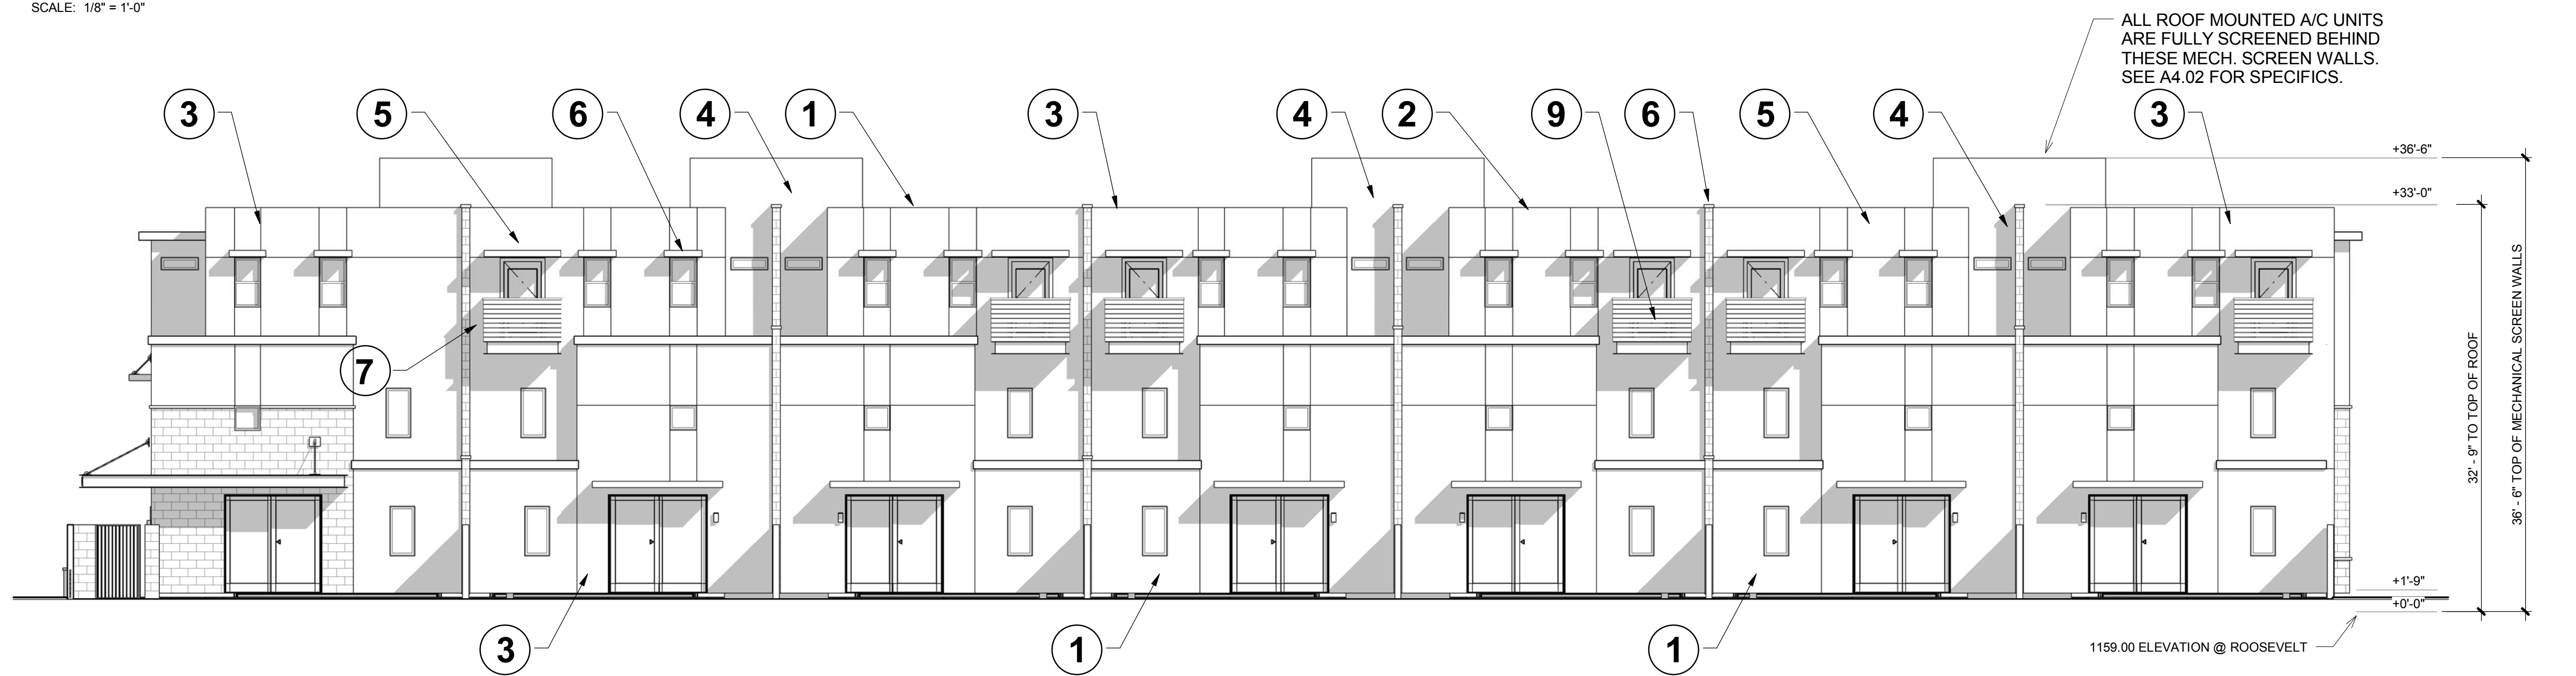 SCALE: 1/8" = 1'-0"
ALL ROOF MOUNTED A/C UNITS
ARE FULLY SCREENED BEHIND
THESE MECH. SCREEN WALLS.
SEE A4.02 FOR SPECIFICS.
3
5
6
4
1
3
4
2
9
6
5
4
3
+36'-6"
+33'-0"
7
32' - 9" TO TOP OF ROOF
36' - 6" TOP OF MECHANICAL SCREEN WALLS
+1'-9"
+0'-0"
3
1
1
1159.00 ELEVATION @ ROOSEVELT